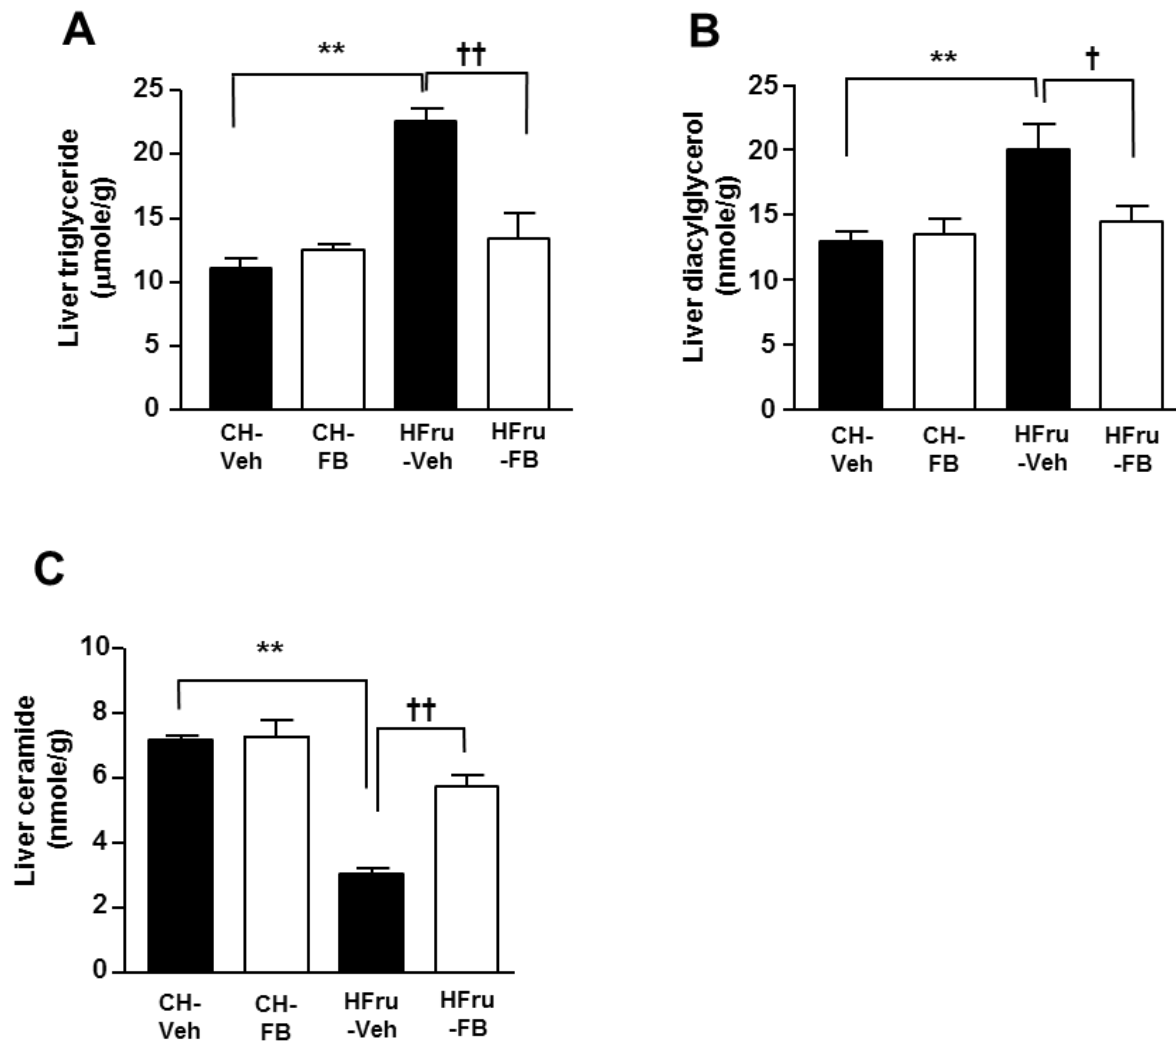 A
**
††
Liver triglyceride
(μmole/g)
25
20
15
10
5
0
CH-
Veh
CH-
FB
HFru
-Veh
HFru
-FB
B
**
†
Liver diacylglycerol
(nmole/g)
25
20
15
10
5
0
CH-
Veh
CH-
FB
HFru
-Veh
HFru
-FB
C
**
††
Liver ceramide
(nmole/g)
10
8
6
4
2
0
CH-
Veh
CH-
FB
HFru
-Veh
HFru
-FB